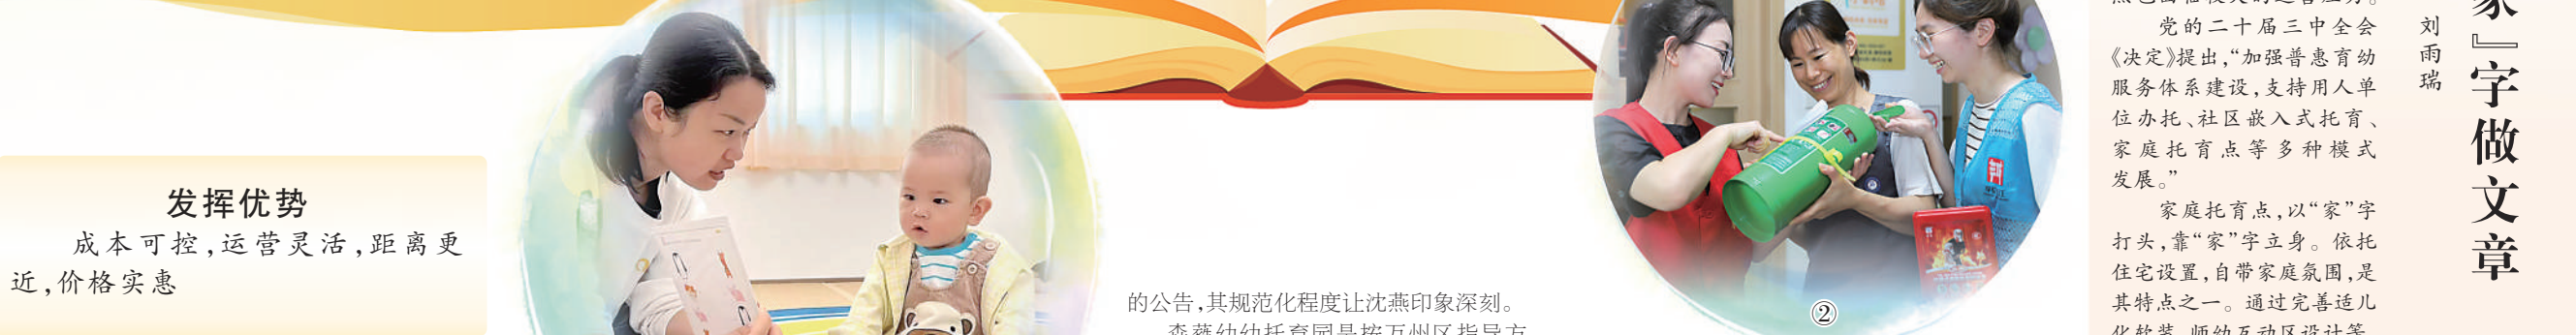 发挥优势
成本可控,运营灵活,距离更
近,价格实惠
的公告,其规范化程度让沈燕印象深刻。
②
党的二十届三中全会
《决定》提出,“加强普惠育幼
服务体系建设,支持用人单
位办托、社区嵌入式托育、
家庭托育点等多种模式
发展。”
家庭托育点,以“家”字
打头,靠“家”字立身。依托
住宅设置,自带家庭氛围,是
其特点之一。通过完善适儿
刘雨瑞
家』字做文章